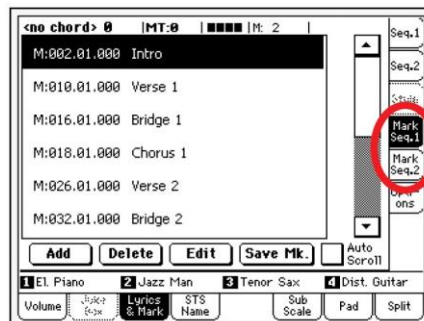 <no chord> 0 |MT:0 | |M: 2 |
M:002.01.000 Intro
M:010.01.000 Verse 1
M:016.01.000 Bridge 1
M:018.01.000 Chorus 1
M:026.01.000 Verse 2
M:032.01.000 Bridge 2
Add Delete Edit Save Mk. Auto Scroll
1 El. Piano 2 Jazz Man 3 Tenor Sax 4 Dist. Guitar
Volume Lyrics & Mark STS Name Sub Scale Pad Split
Seq.1
Seq.2
Mark Seq.1
Mark Seq.2
ons